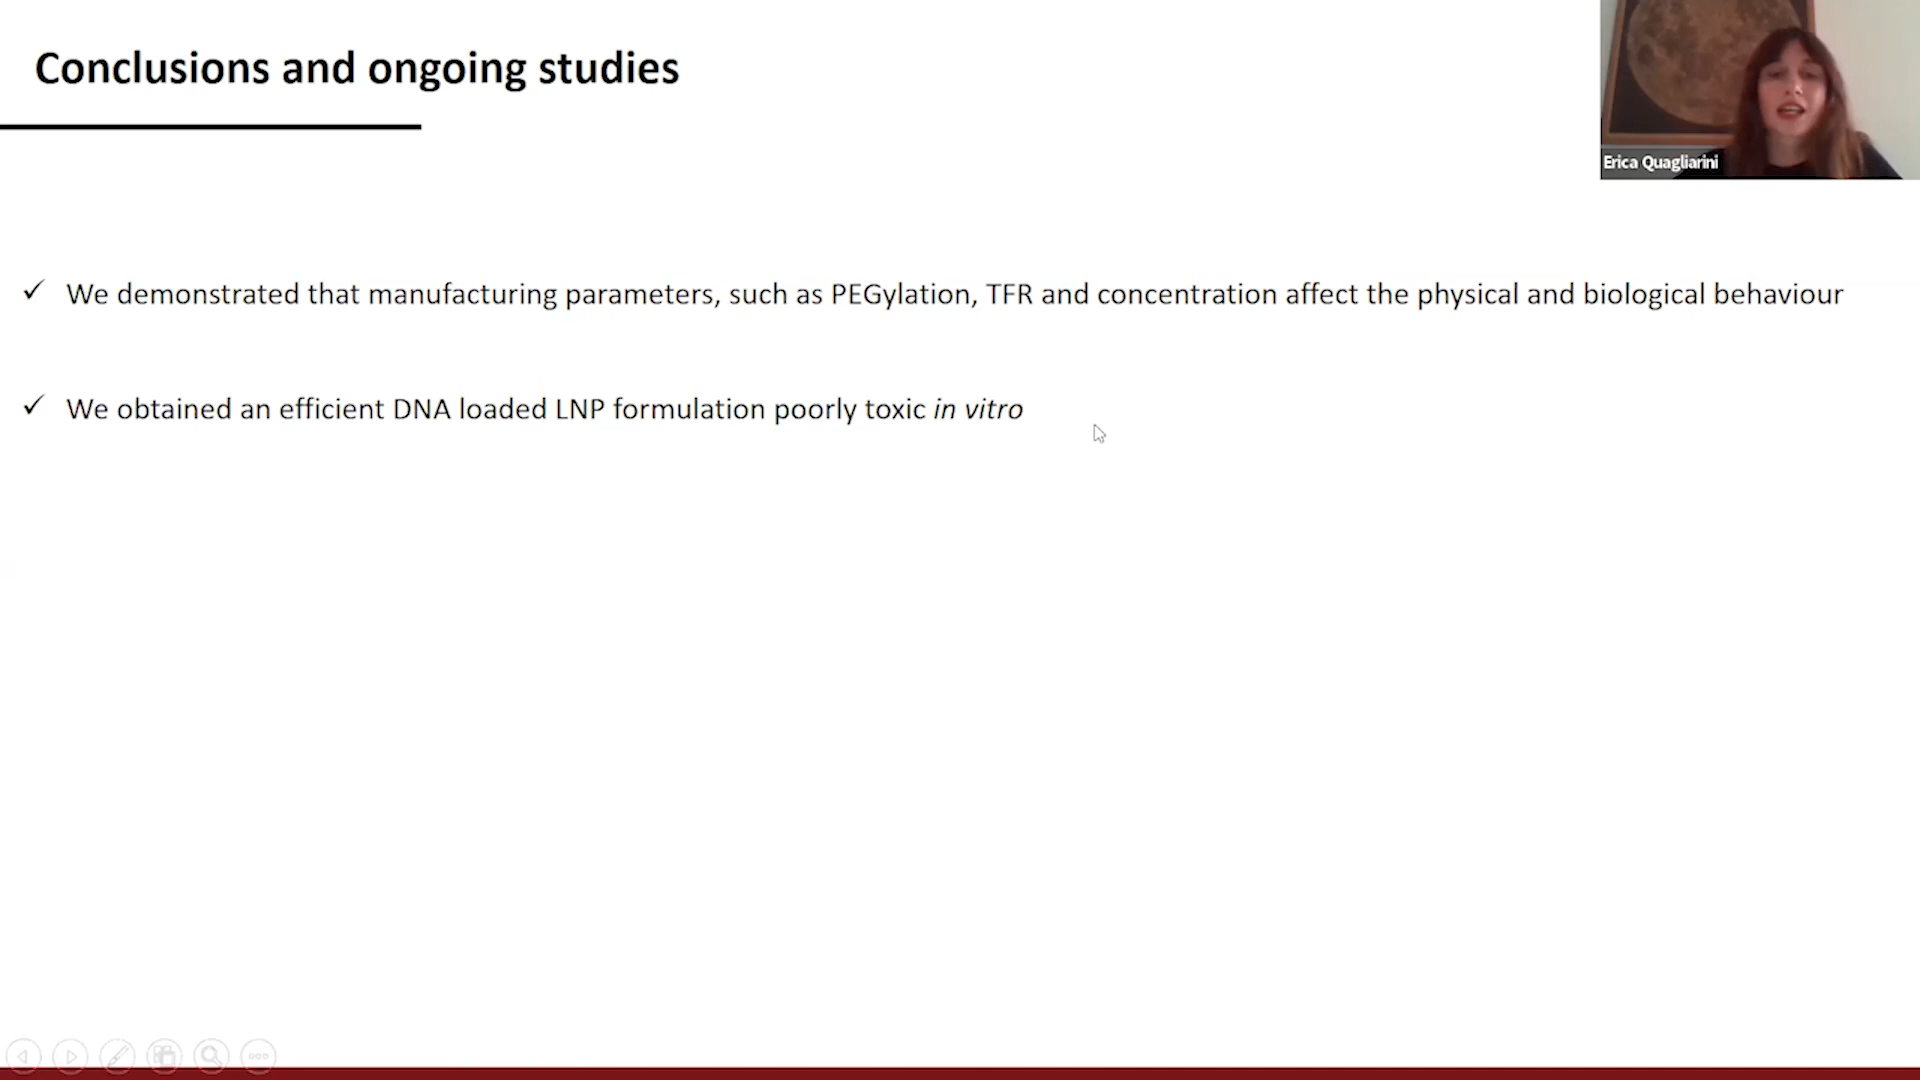 Conclusions and ongoing studies
Erica Quagliarini
✓ We demonstrated that manufacturing parameters, such as PEGylation, TFR and concentration affect the physical and biological behaviour
✓ We obtained an efficient DNA loaded LNP formulation poorly toxic in vitro